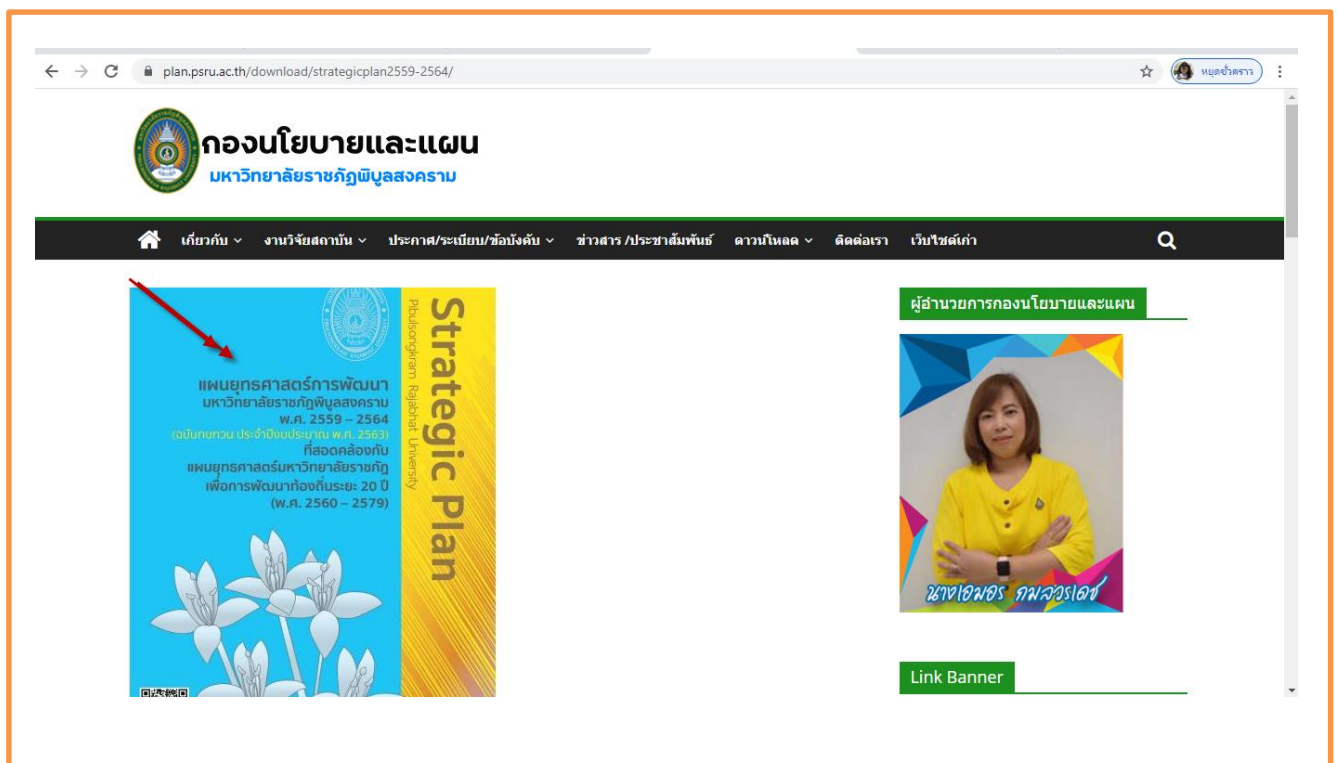 plan.psru.ac.th/download/strategicplan2559-2564/
หยุดชั่วคราว
กองนโยบายและแผน
มหาวิทยาลัยราชภัฏพิบูลสงคราม
เกี่ยวกับ งานวิจัยสถาบัน ประกาศ/ระเบียบ/ข้อบังคับ ข่าวสาร /ประชาสัมพันธ์ ดาวน์โหลด ติดต่อเรา เว็บไซต์เก่า
แผนยุทธศาสตร์การพัฒนา
มหาวิทยาลัยราชภัฏพิบูลสงคราม
พ.ศ. 2559 – 2564
(ฉบับทบทวน ประจำปีงบประมาณ พ.ศ. 2563)
ที่สอดคล้องกับ
แผนยุทธศาสตร์มหาวิทยาลัยราชภัฏ
เพื่อการพัฒนาท้องถิ่นระยะ 20 ปี
(พ.ศ. 2560 – 2579)
Strategic Plan
Pibulsongkram Rajabhat University
ผู้อำนวยการกองนโยบายและแผน
นางเอมอร กมลวรเดช
Link Banner